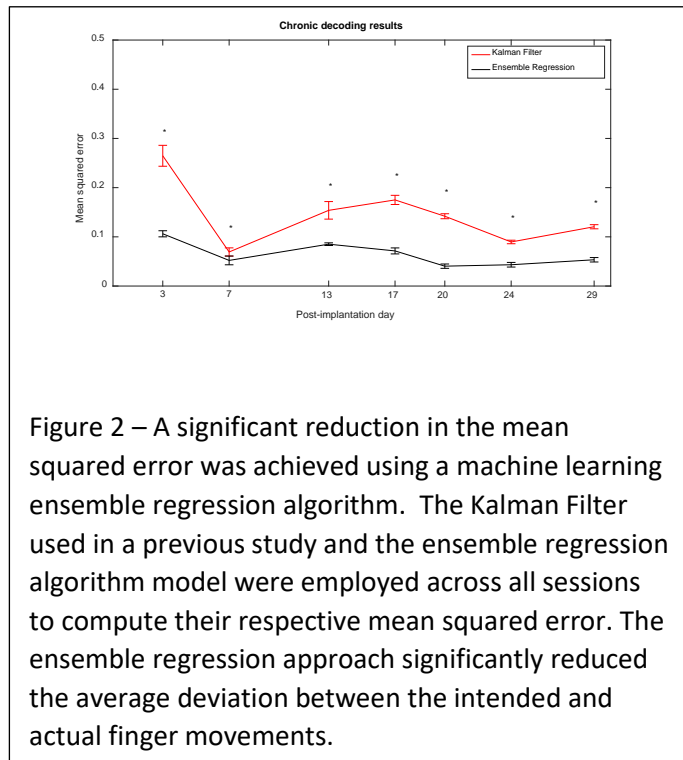 Chronic decoding results
0.5
Kalman Filter
Ensemble Regression
0.4
0.3
*
*
*
*
*
*
*
0.2
0.1
0
Mean squared error
3 7 13 17 20 24 29
Post-implantation day
Figure 2 – A significant reduction in the mean
squared error was achieved using a machine learning
ensemble regression algorithm.  The Kalman Filter
used in a previous study and the ensemble regression
algorithm model were employed across all sessions
to compute their respective mean squared error. The
ensemble regression approach significantly reduced
the average deviation between the intended and
actual finger movements.